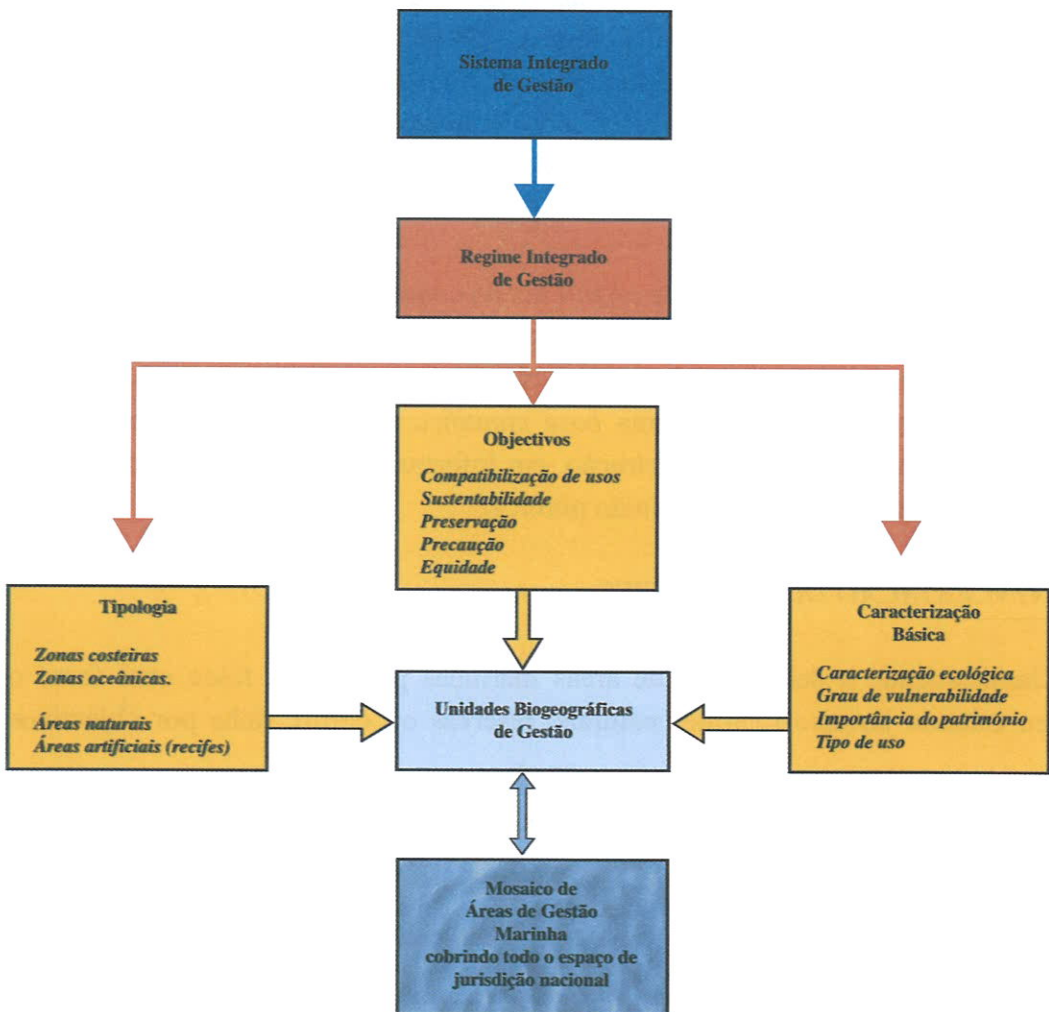 Sistema Integrado
de Gestão
Regime Integrado
de Gestão
Objectivos
Compatibilização de usos
Sustentabilidade
Preservação
Precaução
Equidade
Tipologia
Zonas costeiras
Zonas oceânicas.
Áreas naturais
Áreas artificiais (recifes)
Caracterização
Básica
Caracterização ecológica
Grau de vulnerabilidade
Importância do património
Tipo de uso
Unidades Biogeográficas
de Gestão
Mosaico de
Áreas de Gestão
Marinha
cobrindo todo o espaço de
jurisdição nacional